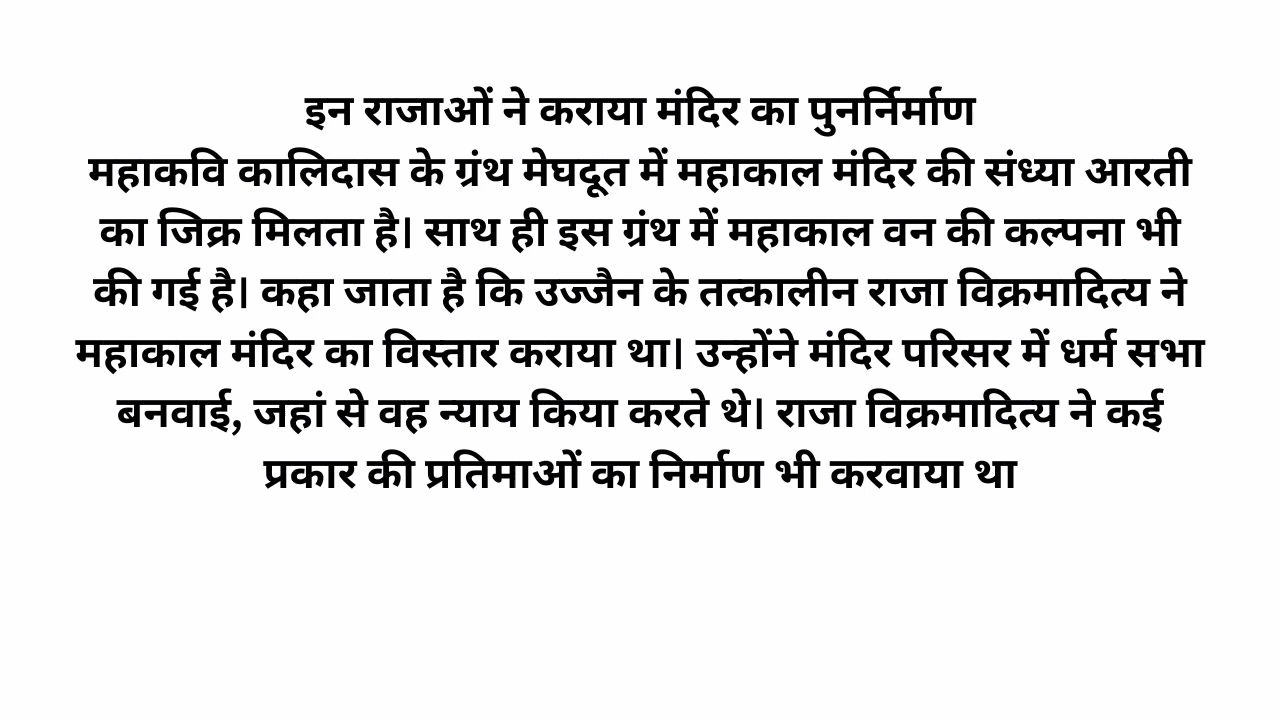 इन राजाओं ने कराया मंदिर का पुनर्निर्माण
महाकवि कालिदास के ग्रंथ मेघदूत में महाकाल मंदिर की संध्या आरती
का जिक्र मिलता है। साथ ही इस ग्रंथ में महाकाल वन की कल्पना भी
की गई है। कहा जाता है कि उज्जैन के तत्कालीन राजा विक्रमादित्य ने
महाकाल मंदिर का विस्तार कराया था। उन्होंने मंदिर परिसर में धर्म सभा
बनवाई, जहां से वह न्याय किया करते थे। राजा विक्रमादित्य ने कई
प्रकार की प्रतिमाओं का निर्माण भी करवाया था